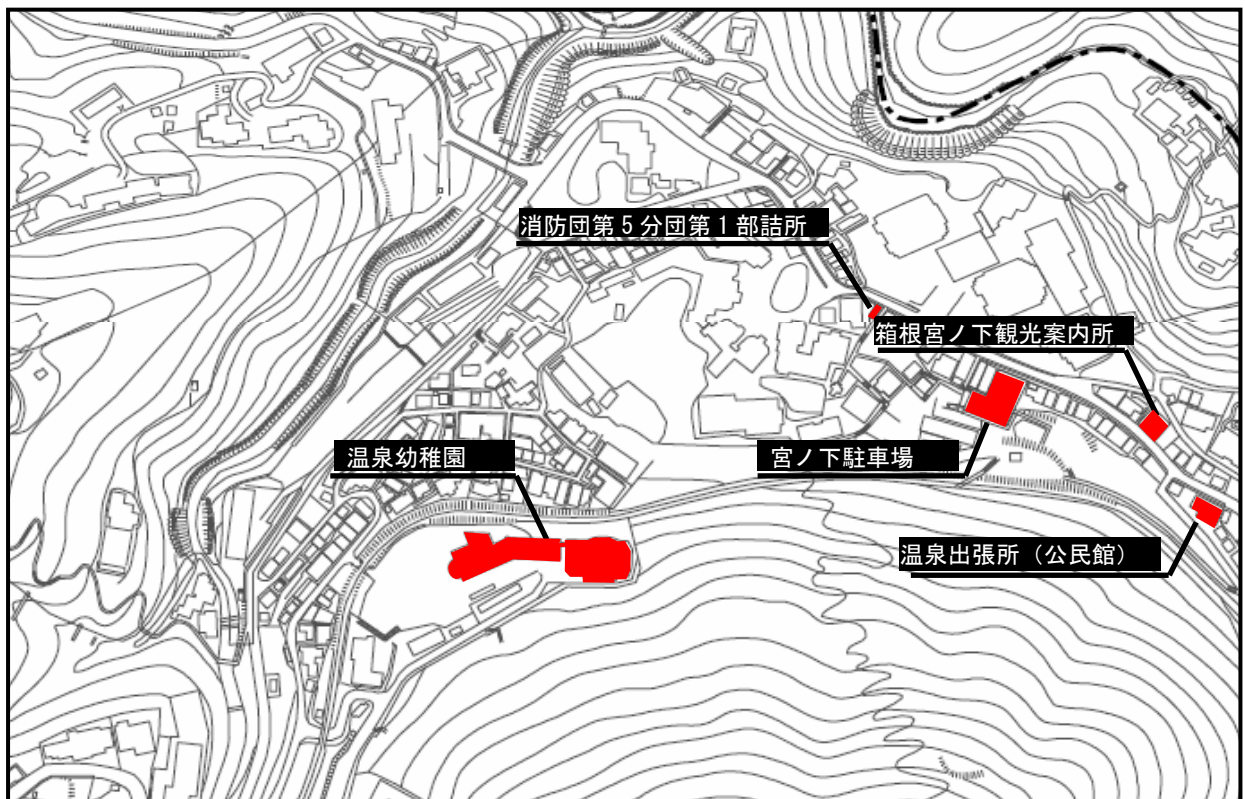 消防団第５分団第１部詰所
箱根宮ノ下観光案内所
温泉幼稚園
宮ノ下駐車場
温泉出張所（公民館）